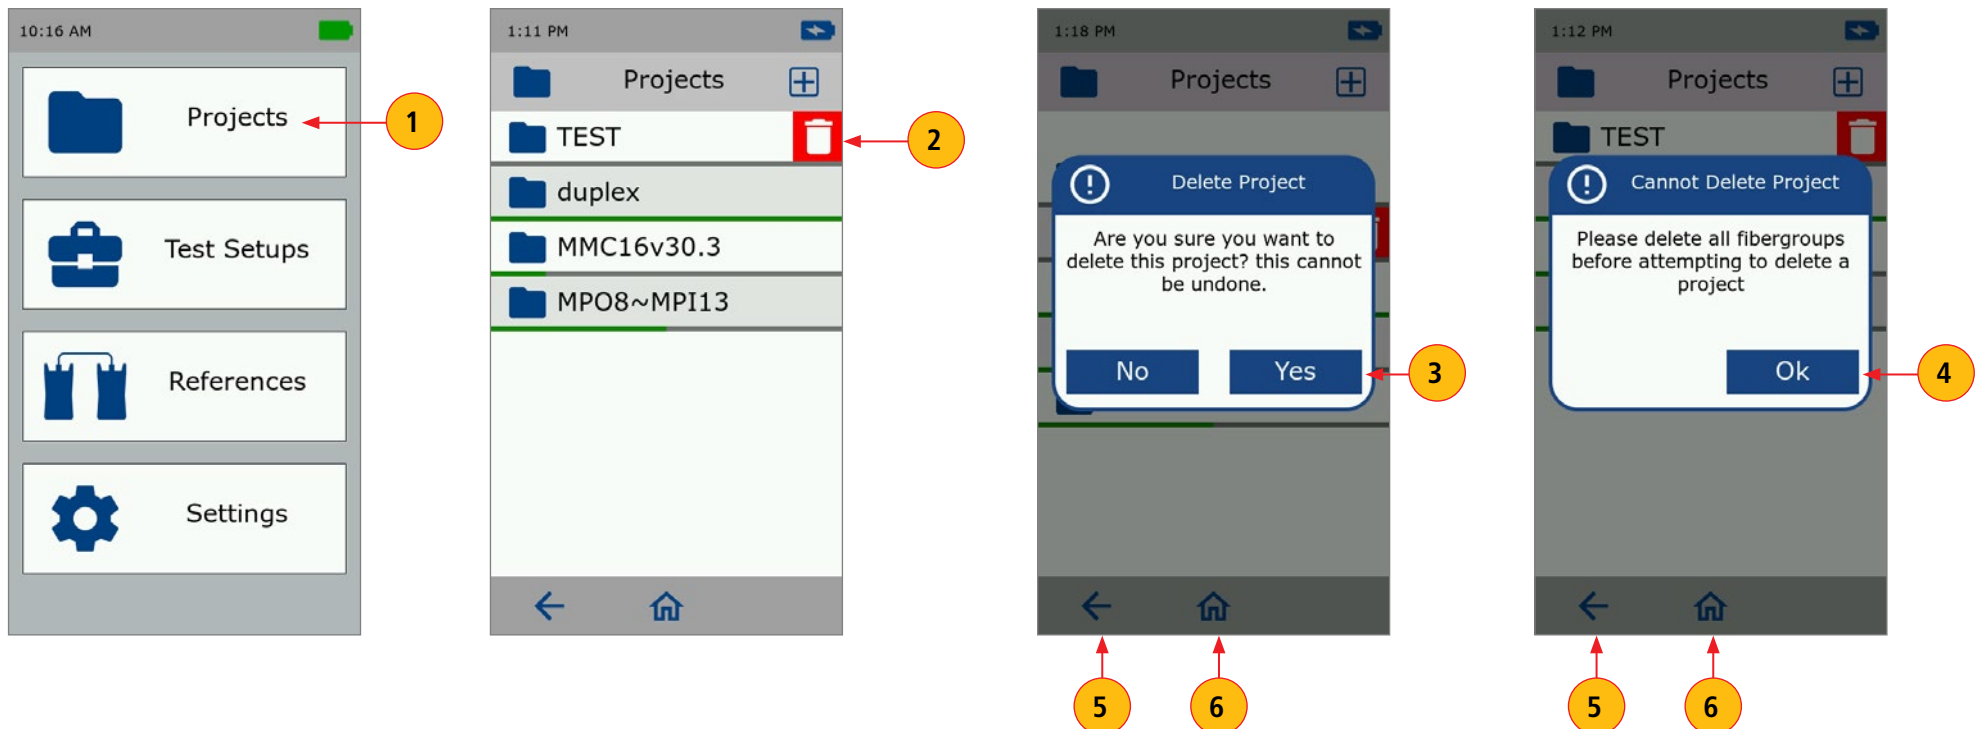 10:16 AM
Projects
1
Test Setups
References
Settings
1:11 PM
Projects
TEST
2
duplex
MMC16v30.3
MPO8~MPI13
1:18 PM
Projects
Delete Project
Are you sure you want to
delete this project? this cannot
be undone.
No
Yes
3
5
6
1:12 PM
Projects
TEST
Cannot Delete Project
Please delete all fibergroups
before attempting to delete a
project
Ok
4
5
6